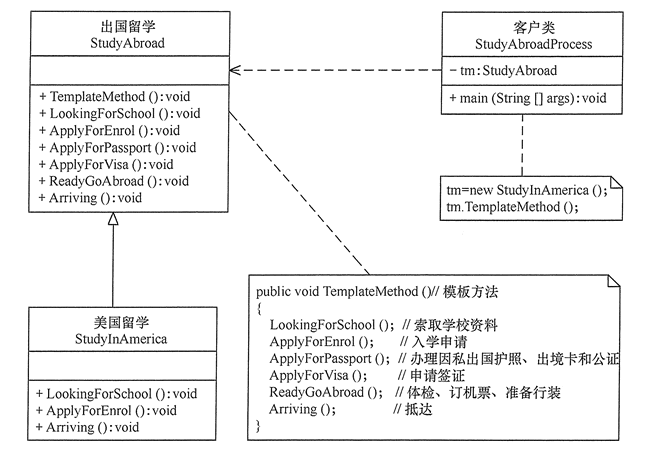 出国留学
StudyAbroad
+ TemplateMethod ():void
+ LookingForSchool ():void
+ ApplyForEnrol ():void
+ ApplyForPassport ():void
+ ApplyForVisa ():void
+ ReadyGoAbroad ():void
+ Arriving ():void
客户类
StudyAbroadProcess
− tm:StudyAbroad
+ main (String [] args):void
tm=new StudyInAmerica ();
tm.TemplateMethod ();
美国留学
StudyInAmerica
+ LookingForSchool ():void
+ ApplyForEnrol ():void
+ Arriving ():void
public void TemplateMethod ()// 模板方法
{
LookingForSchool (); // 索取学校资料
ApplyForEnrol (); // 入学申请
ApplyForPassport (); // 办理因私出国护照、出境卡和公证
ApplyForVisa (); // 申请签证
ReadyGoAbroad (); // 体检、订机票、准备行装
Arriving (); // 抵达
}